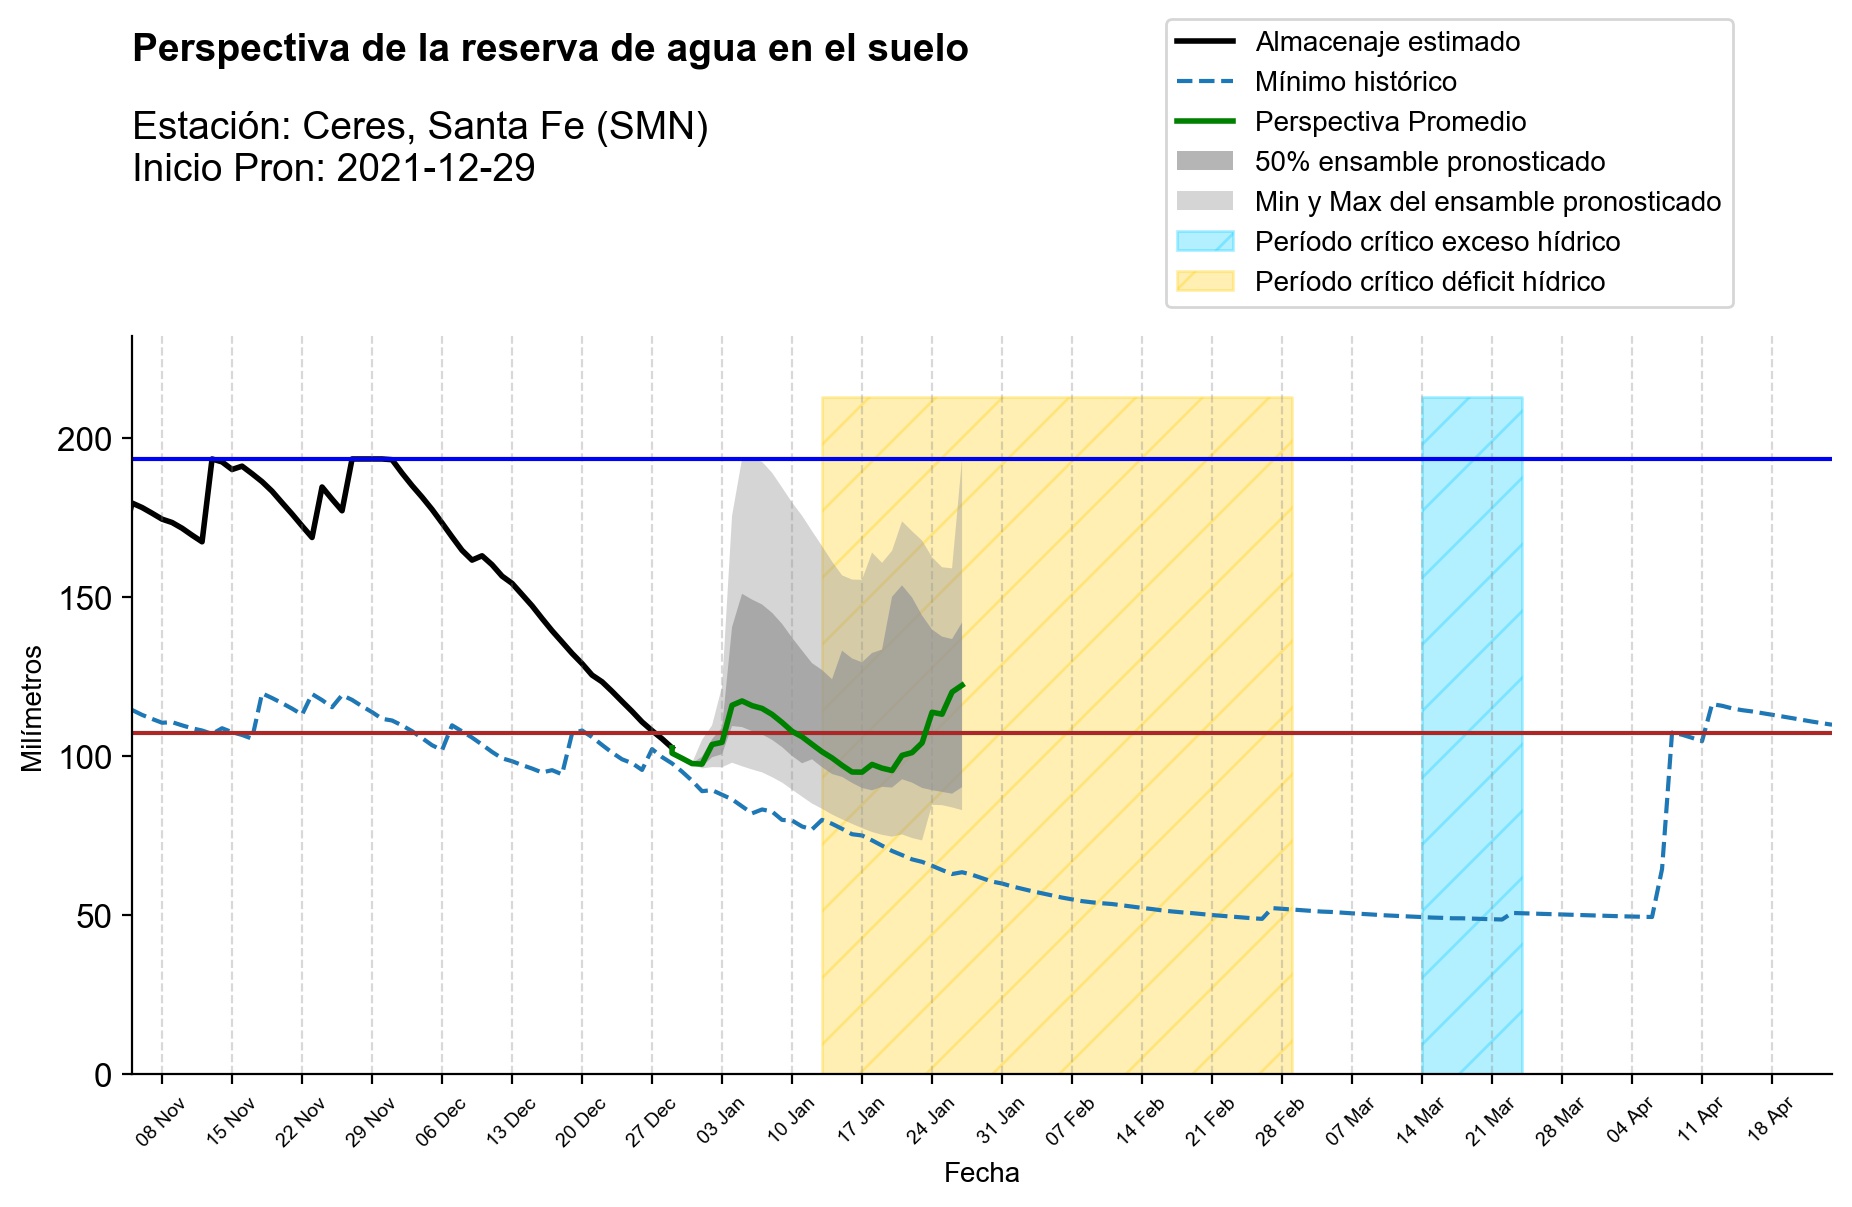 Perspectiva de la reserva de agua en el suelo
Estación: Ceres, Santa Fe (SMN)
Inicio Pron: 2021-12-29
Almacenaje estimado
Mínimo histórico
Perspectiva Promedio
50% ensamble pronosticado
Min y Max del ensamble pronosticado
Período crítico exceso hídrico
Período crítico déficit hídrico
Milímetros
200
150
100
50
0
08 Nov
15 Nov
22 Nov
29 Nov
06 Dec
13 Dec
20 Dec
27 Dec
03 Jan
10 Jan
17 Jan
24 Jan
31 Jan
07 Feb
14 Feb
21 Feb
28 Feb
07 Mar
14 Mar
21 Mar
28 Mar
04 Apr
11 Apr
18 Apr
Fecha